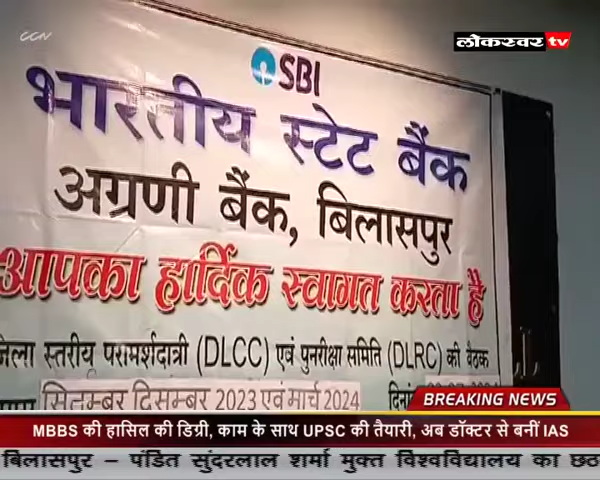 CCN
लोकस्वर tv
SBI
भारतीय स्टेट बैंक
अग्रणी बैंक, बिलासपुर
आपका हार्दिक स्वागत करता है
जिला स्तरीय परामर्शदात्री (DLCC) एवं पुनरीक्षा समिति (DLRC) की बैठक
सितम्बर दिसम्बर 2023 एवं मार्च 2024
BREAKING NEWS
MBBS की हासिल की डिग्री, काम के साथ UPSC की तैयारी, अब डॉक्टर से बनीं IAS
बिलासपुर – पंडित सुंदरलाल शर्मा मुक्त विश्वविद्यालय का छठ